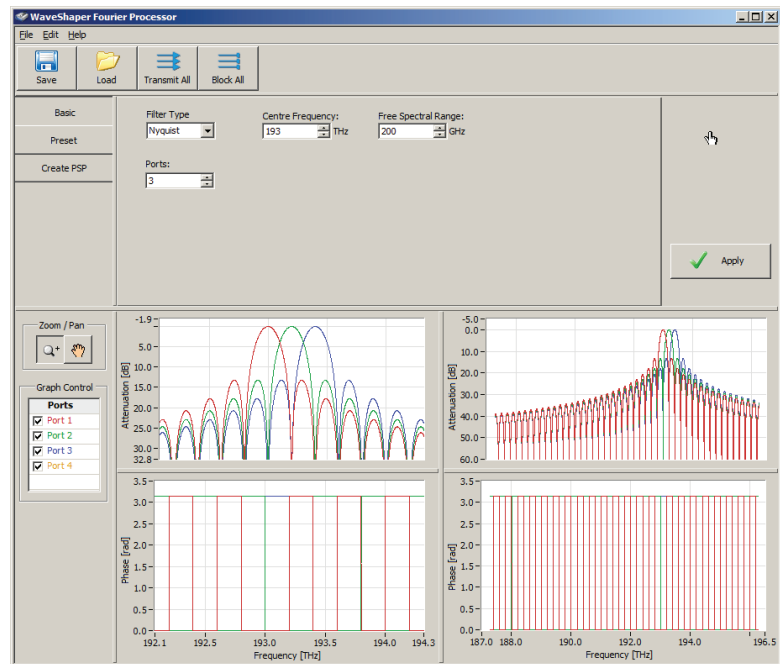 WaveShaper Fourier Processor
File Edit Help
Save Load Transmit All Block All
Basic
Preset
Create PSP
Filter Type
Nyquist
Centre Frequency:
193 THz
Free Spectral Range:
200 GHz
Ports:
3
Apply
Zoom / Pan
Graph Control
Ports
Port 1
Port 2
Port 3
Port 4
Attenuation [dB]
-1.9
5.0
10.0
15.0
20.0
25.0
30.0
32.8
Attenuation [dB]
-5.0
0.0
10.0
20.0
30.0
40.0
50.0
60.0
Phase [rad]
3.5
3.0
2.5
2.0
1.5
1.0
0.5
0.0
192.1 192.5 193.0 193.5 194.0 194.3
Frequency [THz]
Phase [rad]
3.5
3.0
2.5
2.0
1.5
1.0
0.5
0.0
187.0 188.0 190.0 192.0 194.0 196.5
Frequency [THz]